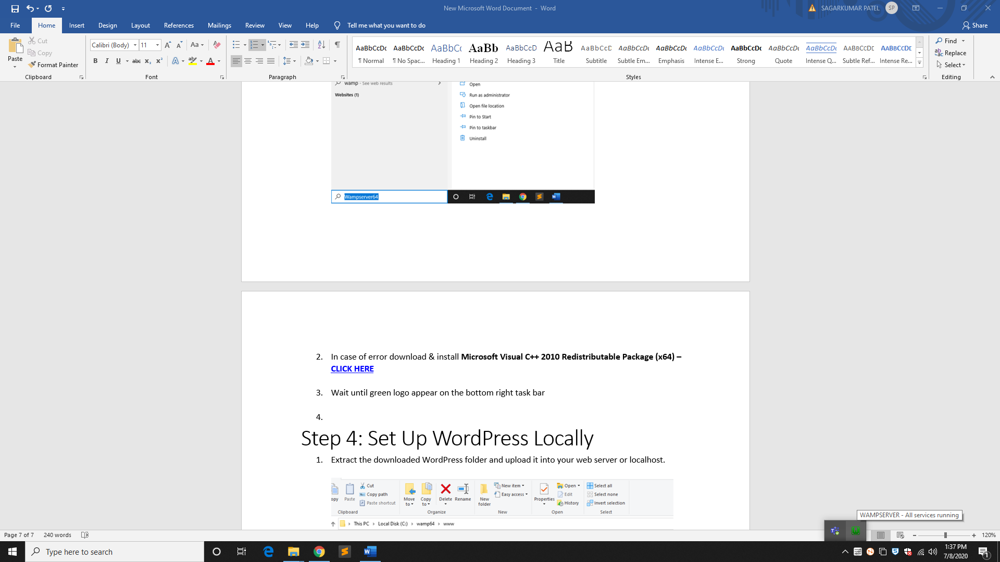 New Microsoft Word Document - Word
SAGARKUMAR PATEL
SP
File Home Insert Design Layout References Mailings Review View Help Tell me what you want to do
Share
Paste
Cut
Copy
Format Painter
Clipboard
Calibri (Body) 11
Font
Paragraph
AaBbCcDc AaBbCcDc AaBbCc AaBb AaBbCcD AaB AaBbCcD AaBbCcDc AaBbCcDc AaBbCcDc AaBbCcDc AaBbCcDc AaBbCcDc AABBCCDE AABBCCDE
¶ Normal ¶ No Spac... Heading 1 Heading 2 Heading 3 Title Subtitle Subtle Em... Emphasis Intense E... Strong Quote Intense Q... Subtle Ref... Intense Re...
Styles
Find
Replace
Select
Editing
wamp - See web results
Websites (1)
Open
Run as administrator
Open file location
Pin to Start
Pin to taskbar
Uninstall
Wampserver64
2. In case of error download & install Microsoft Visual C++ 2010 Redistributable Package (x64) –
CLICK HERE
3. Wait until green logo appear on the bottom right task bar
4.
Step 4: Set Up WordPress Locally
1. Extract the downloaded WordPress folder and upload it into your web server or localhost.
opy
Paste
Cut
Copy path
Paste shortcut
Clipboard
Move to
Copy to
Delete
Rename
Organize
New folder
New item
Easy access
New
Properties
Open
Edit
History
Open
Select all
Select none
Invert selection
Select
This PC > Local Disk (C:) > wamp64 > www
WAMPSERVER - All services running
Page 7 of 7 240 words
120%
Type here to search
1:37 PM
7/8/2020
1